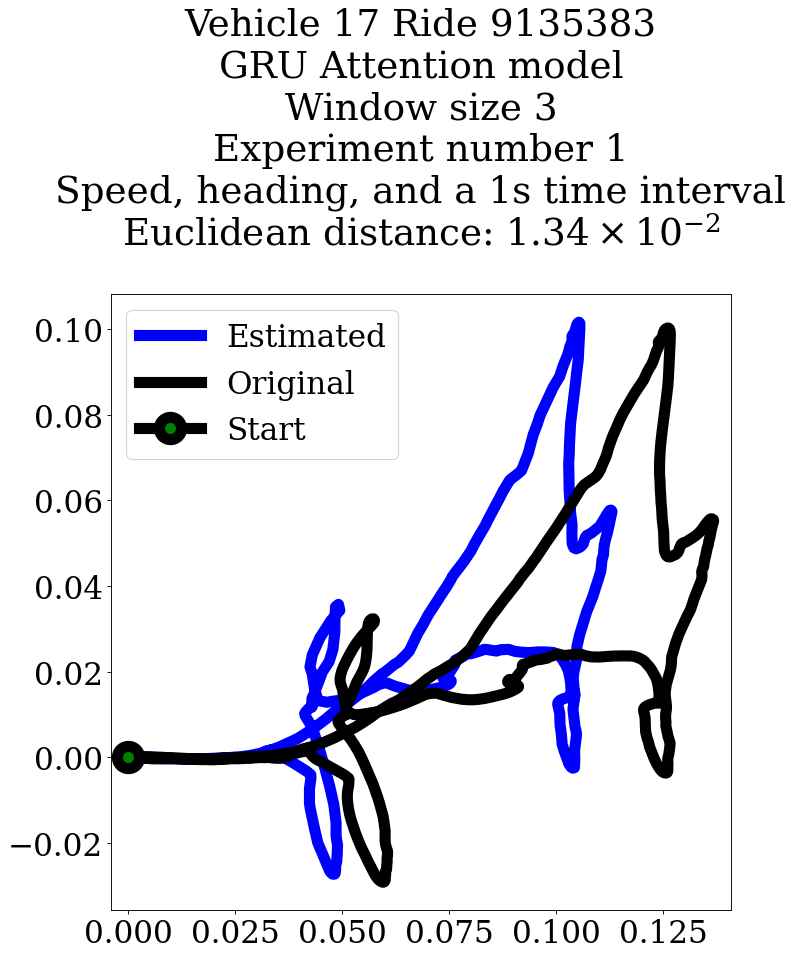 Vehicle 17 Ride 9135383
GRU Attention model
Window size 3
Experiment number 1
Speed, heading, and a 1s time interval
Euclidean distance: 1.34 × 10⁻²
Estimated
Original
Start
0.10
0.08
0.06
0.04
0.02
0.00
−0.02
0.000 0.025 0.050 0.075 0.100 0.125